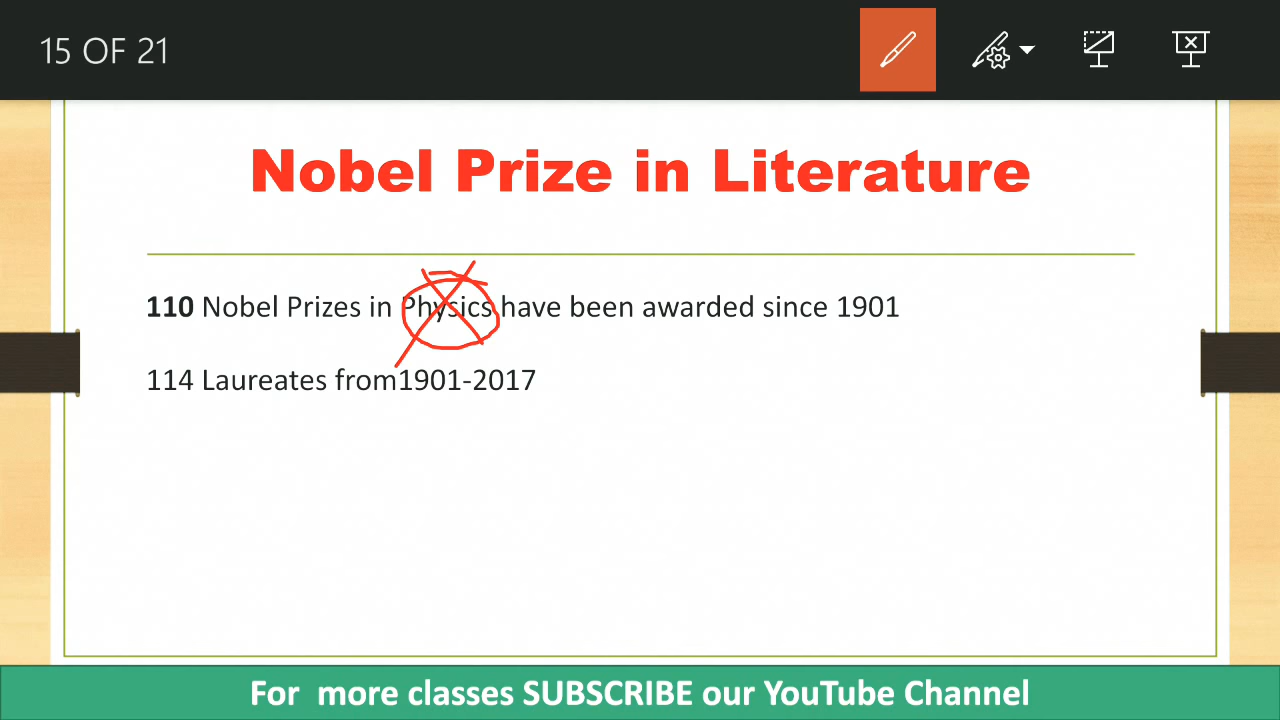 15 OF 21
Nobel Prize in Literature
110 Nobel Prizes in Physics have been awarded since 1901
114 Laureates from1901-2017
For more classes SUBSCRIBE our YouTube Channel